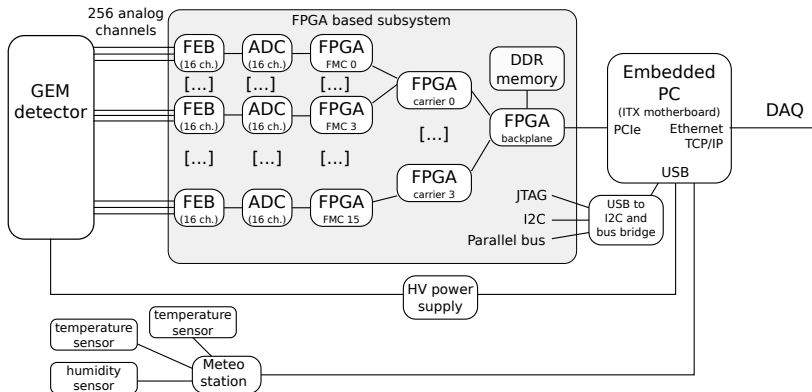 256 analog
channels
FPGA based subsystem
GEM
detector
FEB
(16 ch.)
ADC
(16 ch.)
FPGA
FMC 0
[...]
[...]
[...]
FEB
(16 ch.)
ADC
(16 ch.)
FPGA
FMC 3
[...]
[...]
[...]
FEB
(16 ch.)
ADC
(16 ch.)
FPGA
FMC 15
FPGA
carrier 0
[...]
FPGA
carrier 3
DDR
memory
FPGA
backplane
Embedded
PC
(ITX motherboard)
PCIe
Ethernet
TCP/IP
USB
DAQ
JTAG
I2C
Parallel bus
USB to
I2C and
bus bridge
HV power
supply
temperature
sensor
temperature
sensor
humidity
sensor
Meteo
station